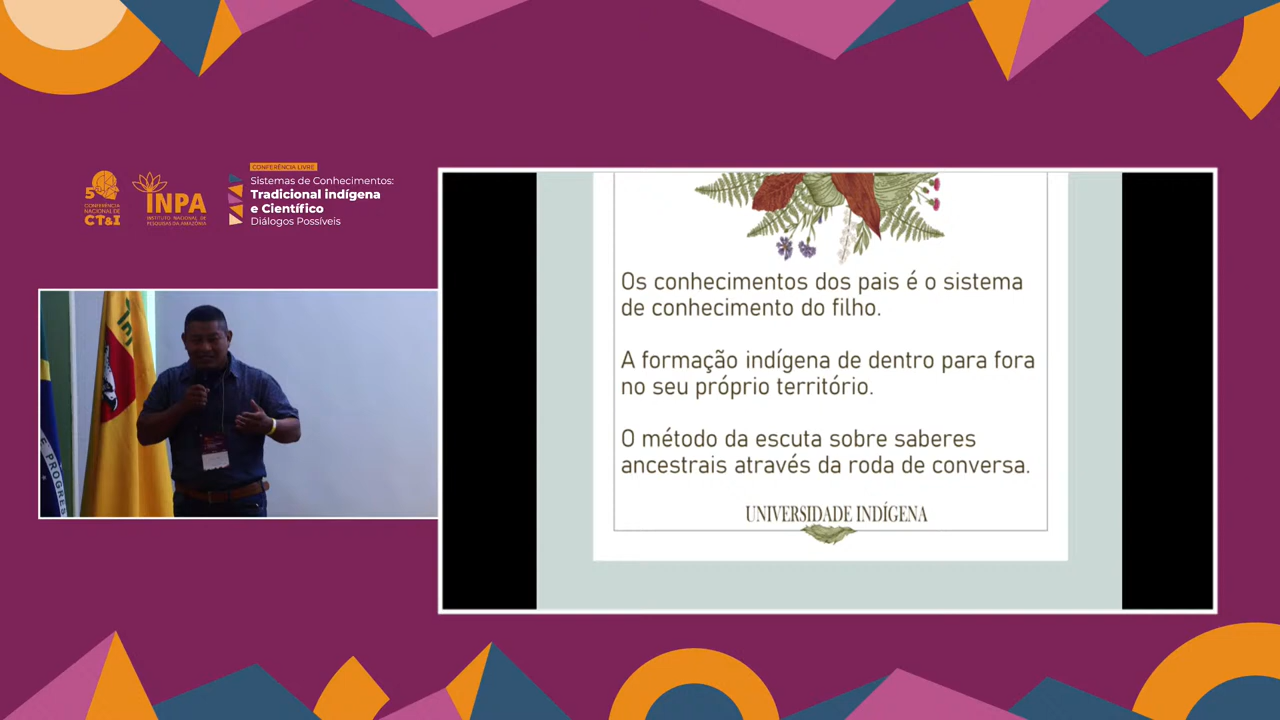 CONFERÊNCIA LIVRE
Sistemas de Conhecimentos:
Tradicional indígena
e Científico
Diálogos Possíveis
5
CONFERÊNCIA
NACIONAL DE
CT&I
INPA
INSTITUTO NACIONAL DE
PESQUISAS DA AMAZÔNIA
E PROGRES
Os conhecimentos dos pais é o sistema
de conhecimento do filho.
A formação indígena de dentro para fora
no seu próprio território.
O método da escuta sobre saberes
ancestrais através da roda de conversa.
UNIVERSIDADE INDÍGENA